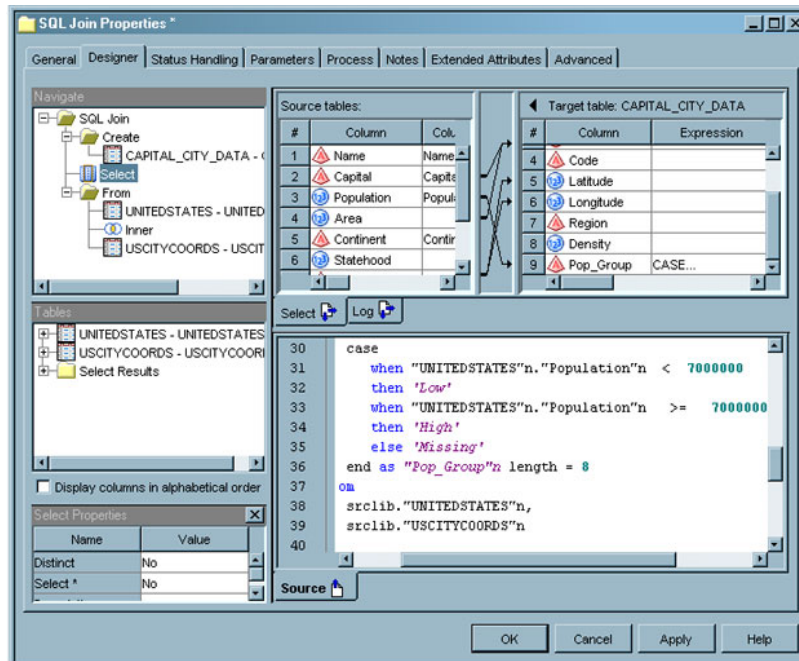 SQL Join Properties *
General Designer Status Handling Parameters Process Notes Extended Attributes Advanced
Navigate
SQL Join
Create
CAPITAL_CITY_DATA -
Select
From
UNITEDSTATES - UNITED
Inner
USCITYCOORDS - USCIT
Tables
UNITEDSTATES - UNITEDSTATES
USCITYCOORDS - USCITYCOORI
Select Results
Display columns in alphabetical order
Select Properties
Name Value
Distinct No
Select * No
Source tables:
# Column Colu
1 Name Name
2 Capital Capita
3 Population Popula
4 Area
5 Continent Contin
6 Statehood
Target table: CAPITAL_CITY_DATA
# Column Expression
4 Code
5 Latitude
6 Longitude
7 Region
8 Density
9 Pop_Group CASE...
Select Log
30 case
31 when "UNITEDSTATES"n."Population"n < 7000000
32 then 'Low'
33 when "UNITEDSTATES"n."Population"n >= 7000000
34 then 'High'
35 else 'Missing'
36 end as "Pop_Group"n length = 8
37 om
38 srclib."UNITEDSTATES"n,
39 srclib."USCITYCOORDS"n
40
Source
OK Cancel Apply Help